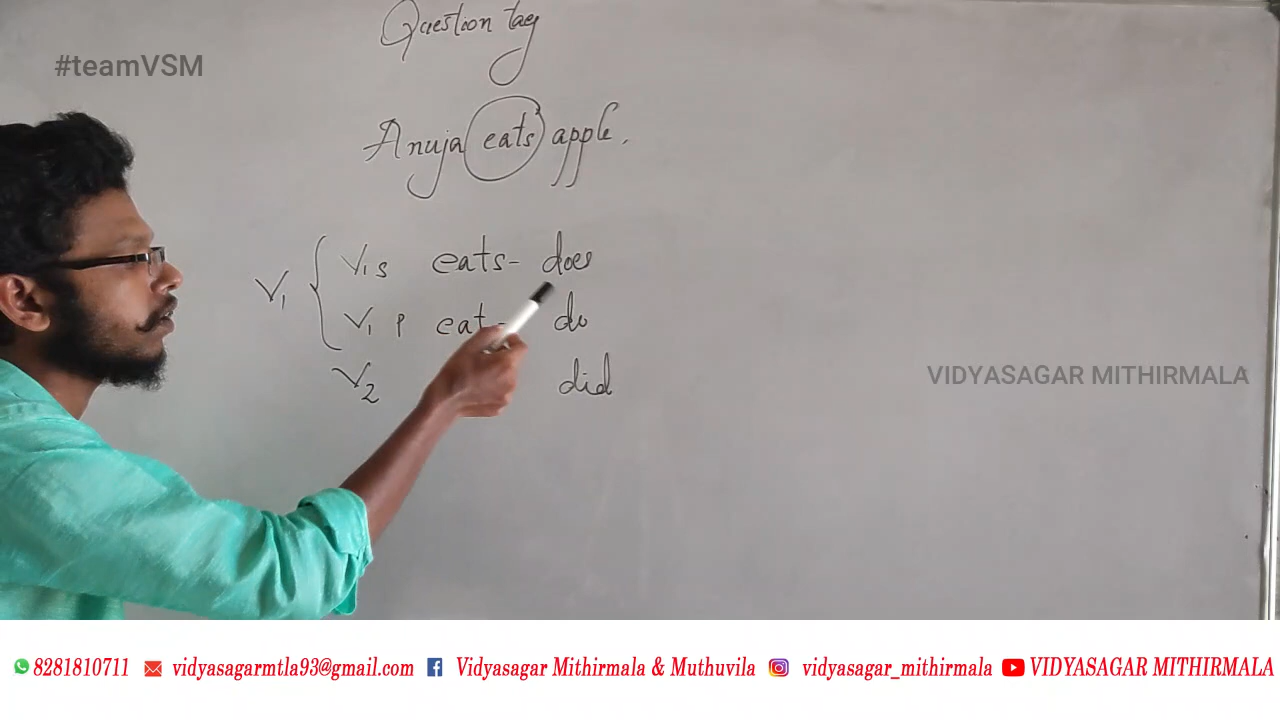 Question tag
#teamVSM
Anuja eats apple.
V1 s eats- does
V1
V1 P eat- do
V2 did
VIDYASAGAR MITHIRMALA
8281810711 vidyasagarmtla93@gmail.com Vidyasagar Mithirmala & Muthuvila vidyasagar_mithirmala VIDYASAGAR MITHIRMALA